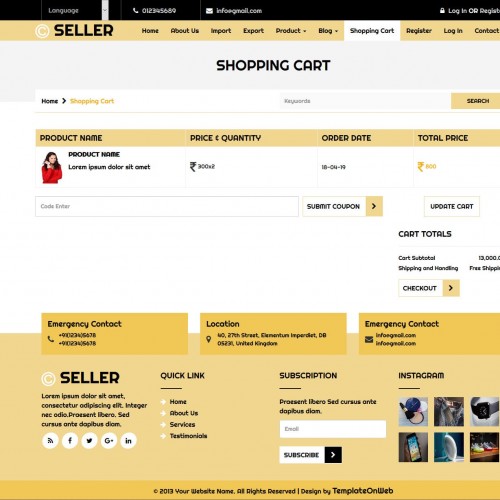 Language
012345689
info@gmail.com
Log In OR Registe
© SELLER
Home About Us Import Export Product Blog Shopping Cart Register Log In Contact
SHOPPING CART
Home Shopping Cart
Keywords
SEARCH
PRODUCT NAME PRICE & QUANTITY ORDER DATE TOTAL PRICE
PRODUCT NAME
Lorem ipsum dolor sit amet
₹ 300x2
18-04-19
₹ 600
Code Enter
SUBMIT COUPON
UPDATE CART
CART TOTALS
Cart Subtotal 13,000.0
Shipping and Handling Free Shipping
CHECKOUT
Emergency Contact
+91(12345)5678
+91(12345)5678
Location
40, 27th Street, Elementum Imperdiet, DB
05231, United Kingdom
Emergency Contact
info@gmail.com
info@gmail.com
© SELLER
Lorem ipsum dolor sit amet,
consectetur odipiscing elit.
nec odio.Praesent libero. Sed
cursus ante dapibus diam.
QUICK LINK
Home
About Us
Services
Testimonials
SUBSCRIPTION
Praesent libero Sed cursus ante
dapibus diam.
Email
SUBSCRIBE
INSTAGRAM
© 2013 Your Website Name. All Rights Reserved | Design by TemplateOnWeb